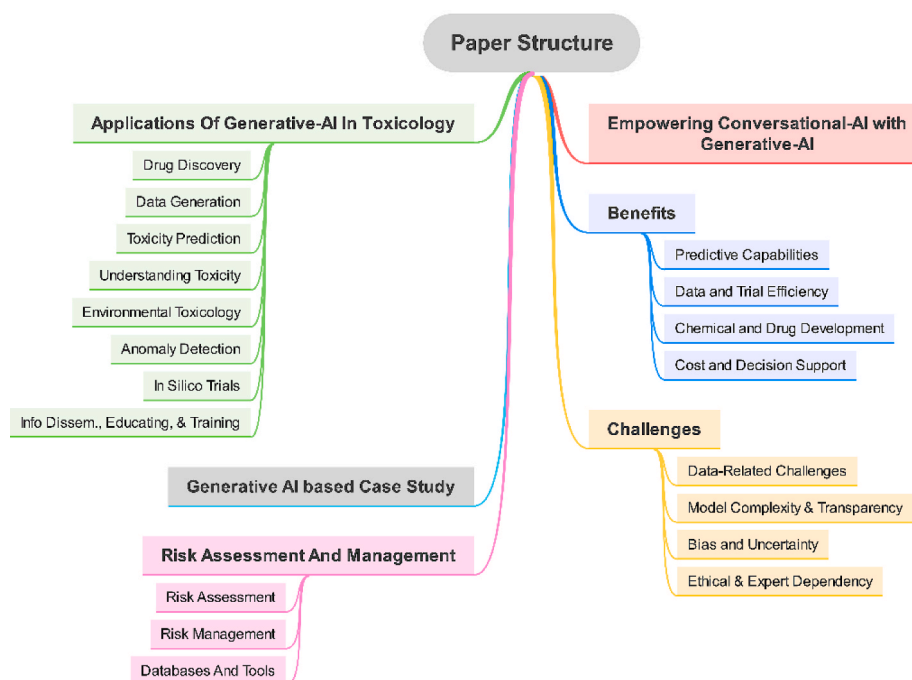 Paper Structure
Applications Of Generative-AI In Toxicology
Drug Discovery
Data Generation
Toxicity Prediction
Understanding Toxicity
Environmental Toxicology
Anomaly Detection
In Silico Trials
Info Dissem., Educating, & Training
Generative AI based Case Study
Risk Assessment And Management
Risk Assessment
Risk Management
Databases And Tools
Empowering Conversational-AI with
Generative-AI
Benefits
Predictive Capabilities
Data and Trial Efficiency
Chemical and Drug Development
Cost and Decision Support
Challenges
Data-Related Challenges
Model Complexity & Transparency
Bias and Uncertainty
Ethical & Expert Dependency